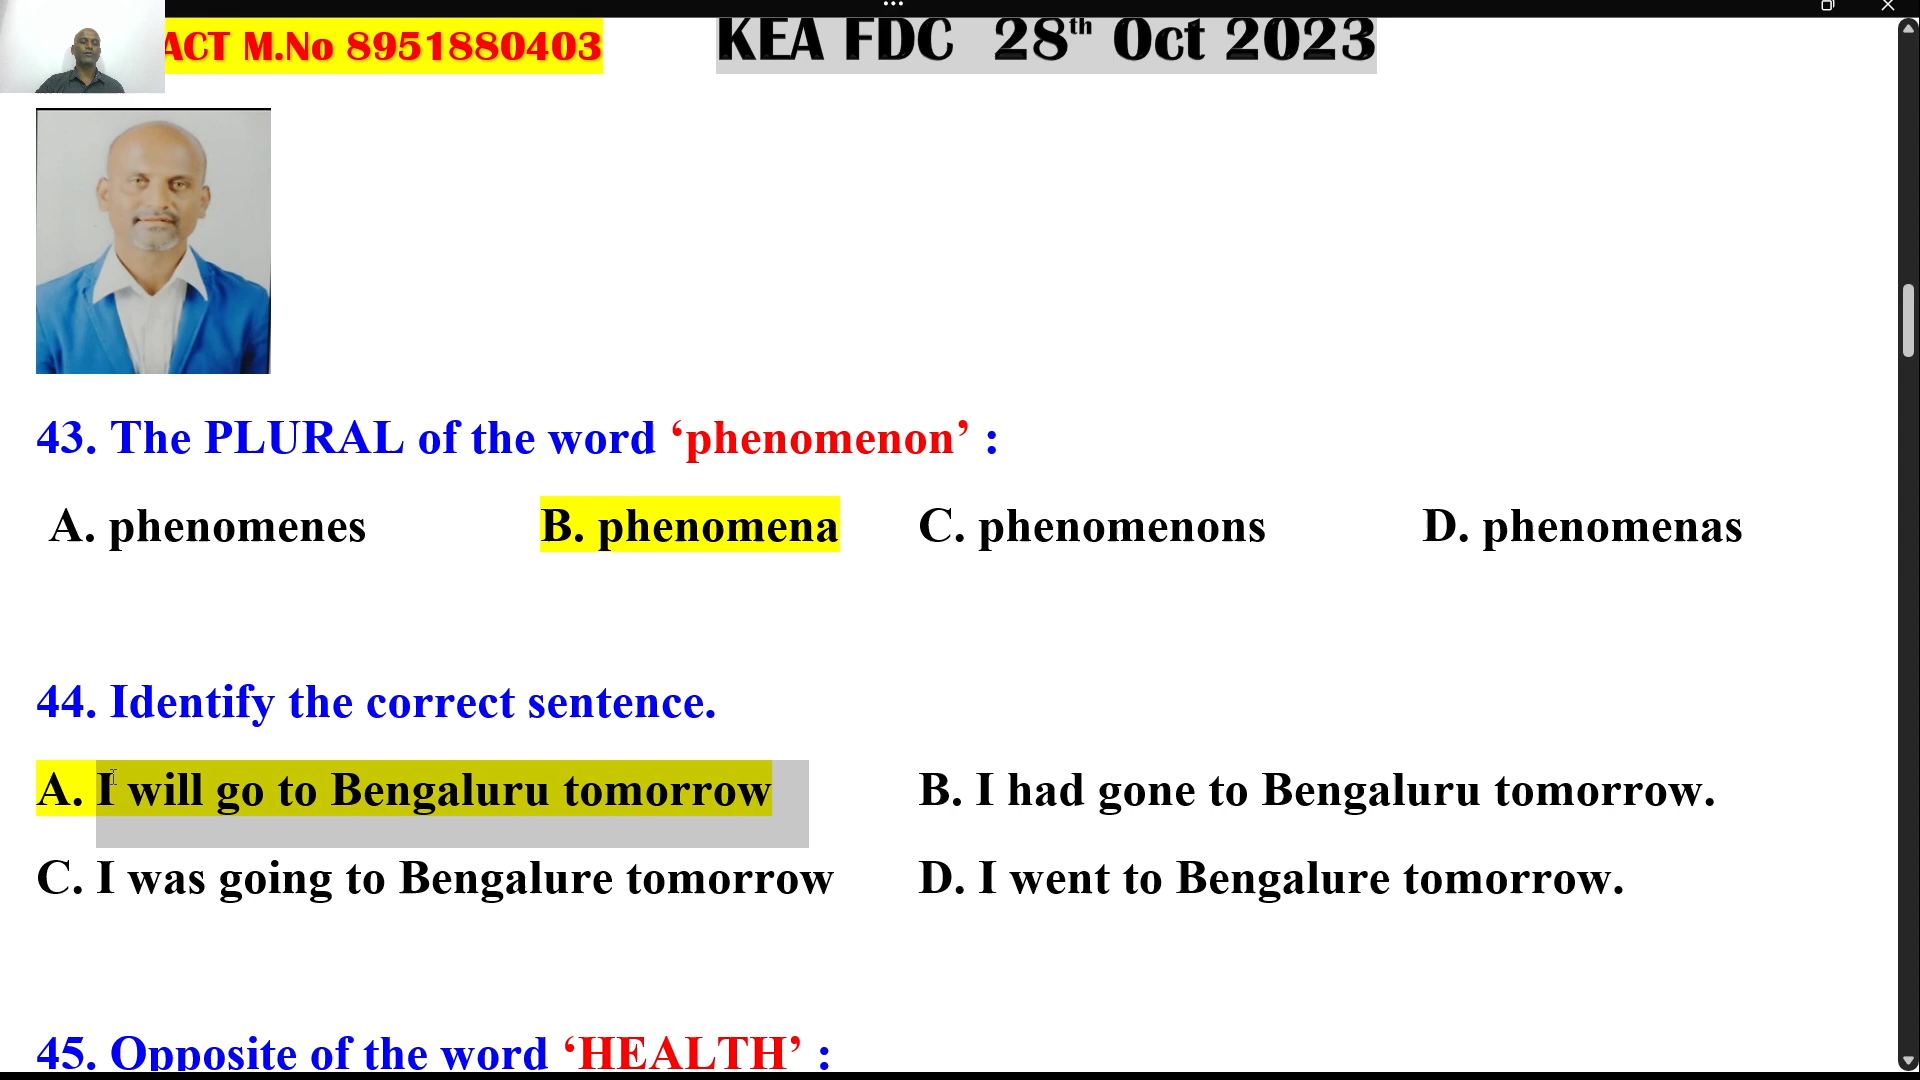 ACT M.No 8951880403 KEA FDC 28th Oct 2023
43. The PLURAL of the word ‘phenomenon’ :
A. phenomenes B. phenomena C. phenomenons D. phenomenas
44. Identify the correct sentence.
A. I will go to Bengaluru tomorrow B. I had gone to Bengaluru tomorrow.
C. I was going to Bengalure tomorrow D. I went to Bengalure tomorrow.
45. Opposite of the word ‘HEALTH’ :